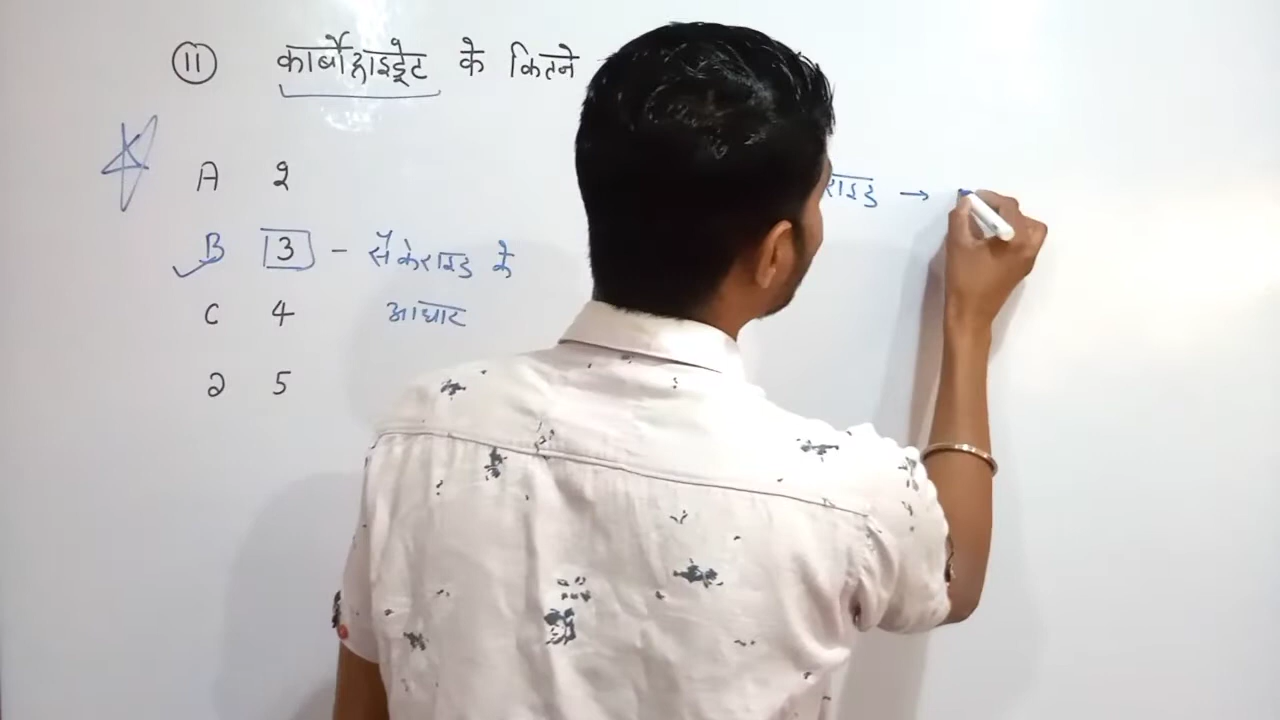 11 कार्बोहाइड्रेट के कितने
A 2
B 3 - सैकेराइड के
C 4 आधार
D 5
राइड →